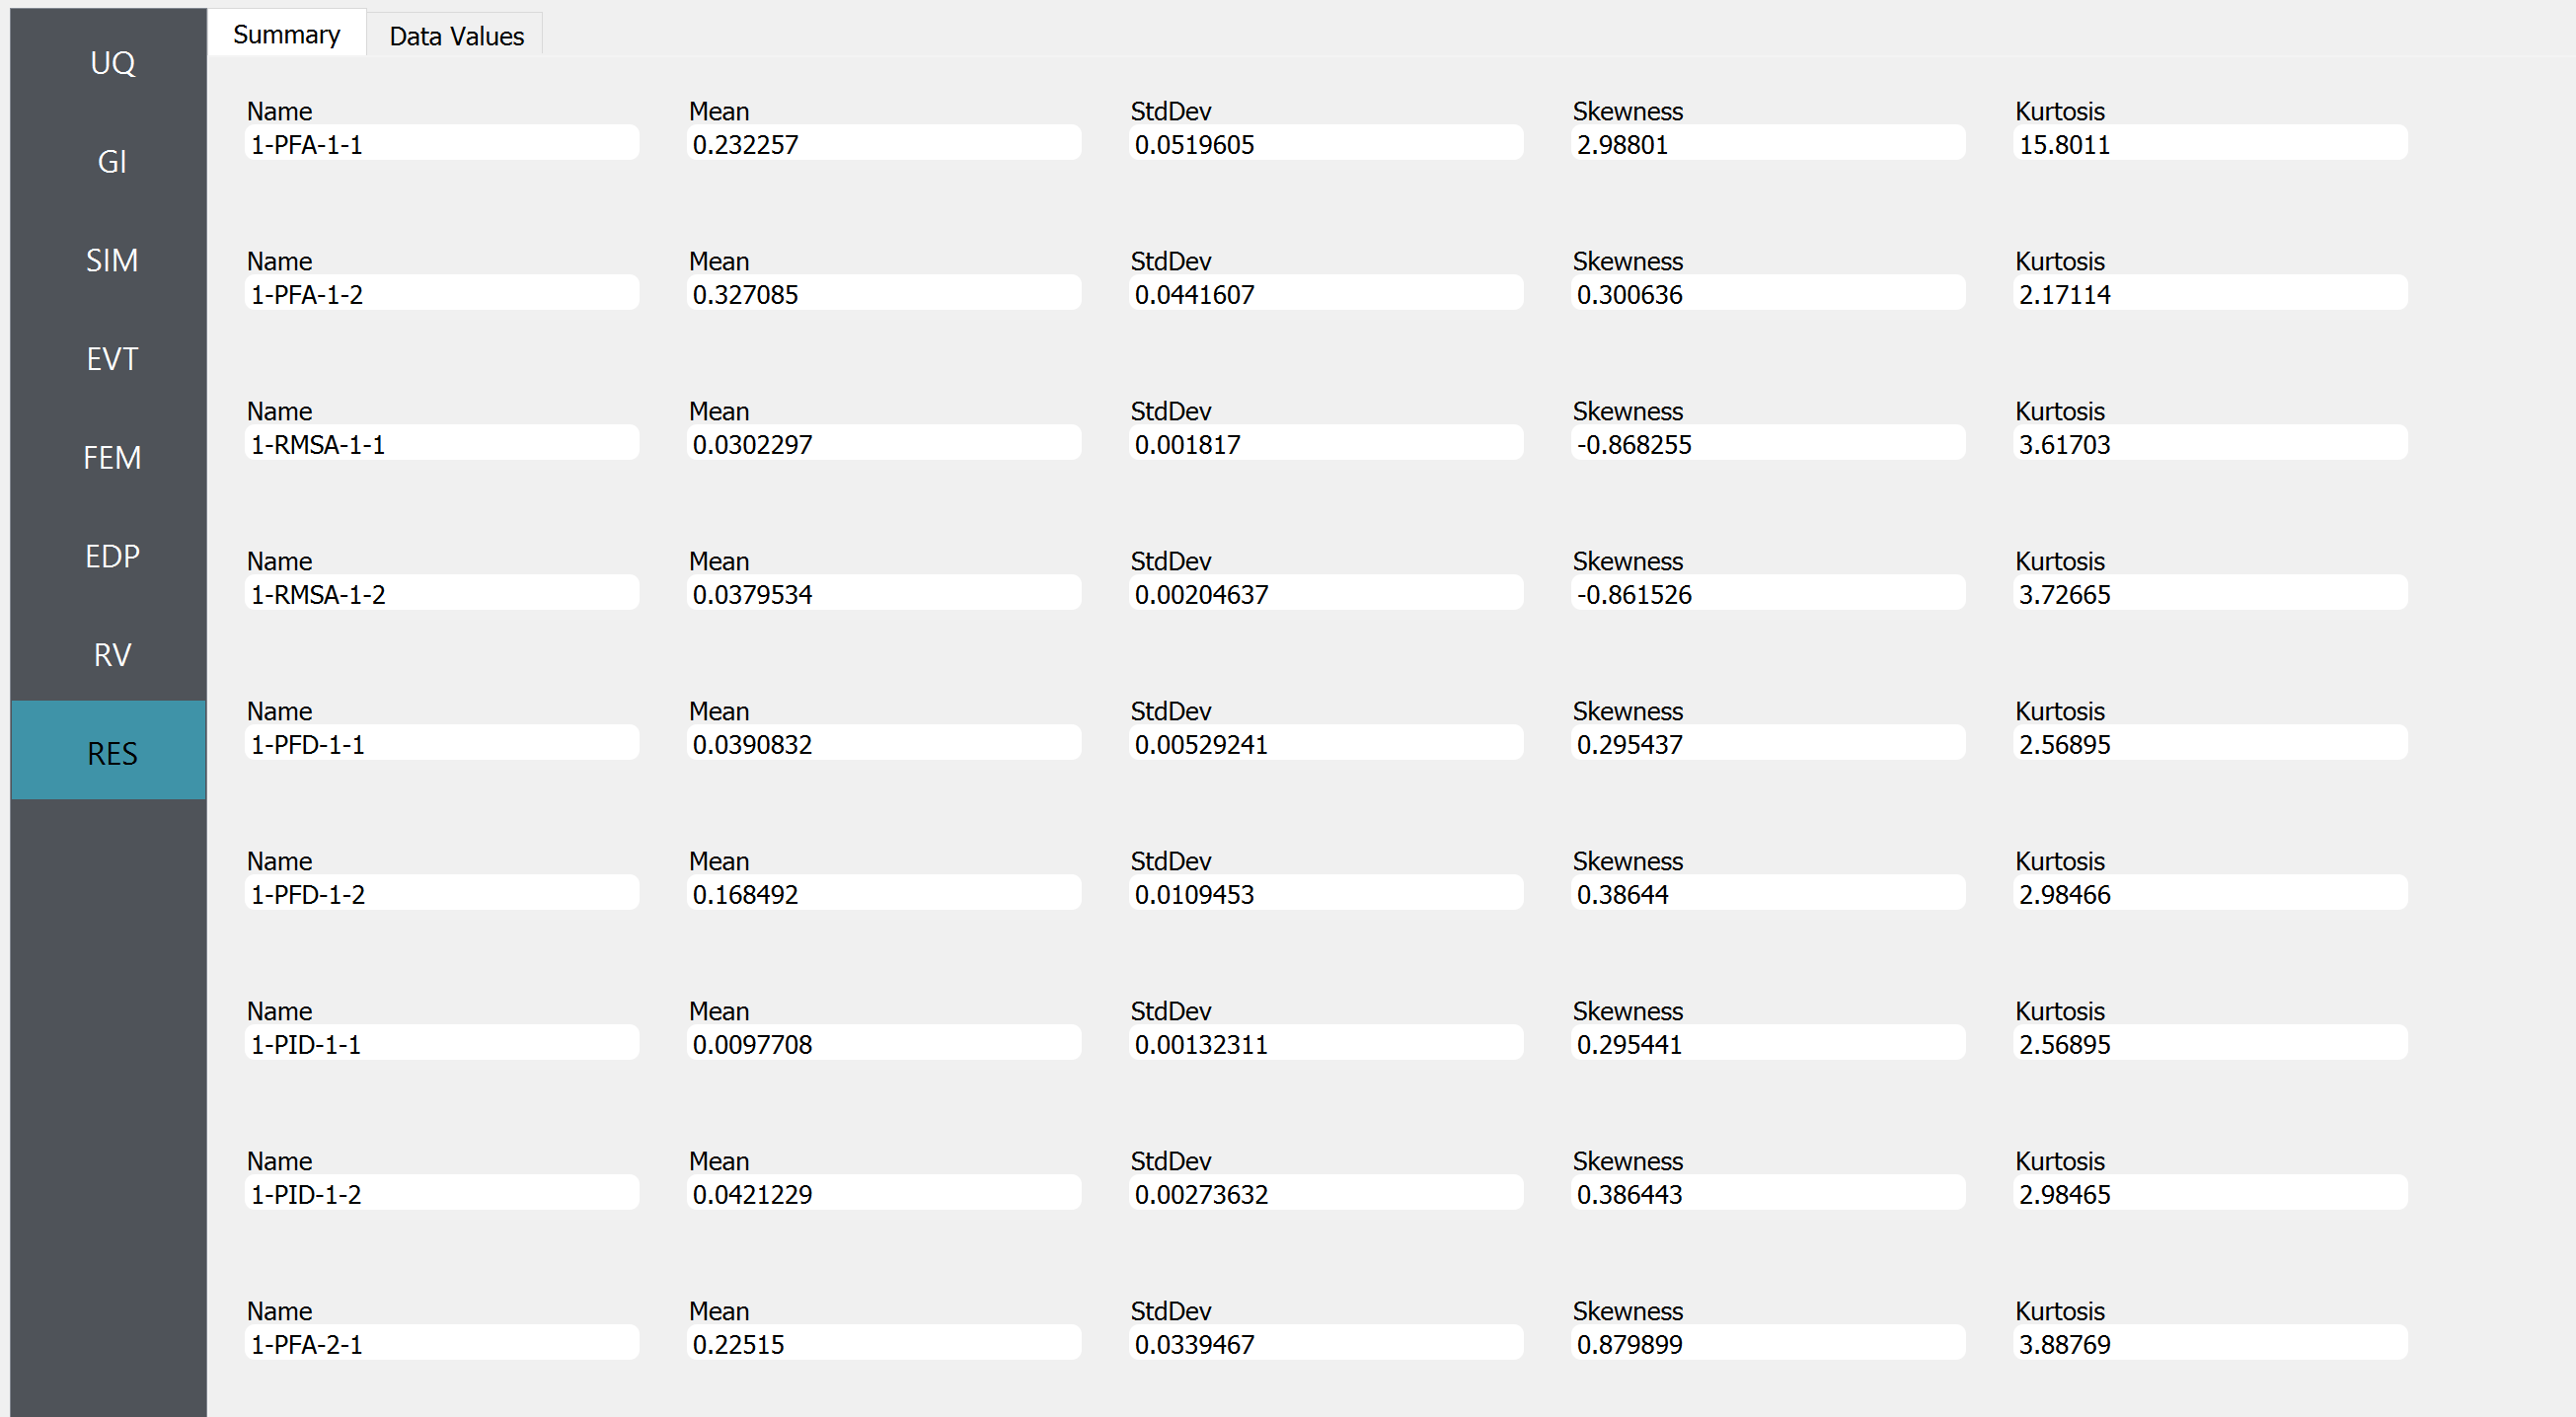 UQ
GI
SIM
EVT
FEM
EDP
RV
RES
Summary Data Values
Name Mean StdDev Skewness Kurtosis
1-PFA-1-1 0.232257 0.0519605 2.98801 15.8011
Name Mean StdDev Skewness Kurtosis
1-PFA-1-2 0.327085 0.0441607 0.300636 2.17114
Name Mean StdDev Skewness Kurtosis
1-RMSA-1-1 0.0302297 0.001817 -0.868255 3.61703
Name Mean StdDev Skewness Kurtosis
1-RMSA-1-2 0.0379534 0.00204637 -0.861526 3.72665
Name Mean StdDev Skewness Kurtosis
1-PFD-1-1 0.0390832 0.00529241 0.295437 2.56895
Name Mean StdDev Skewness Kurtosis
1-PFD-1-2 0.168492 0.0109453 0.38644 2.98466
Name Mean StdDev Skewness Kurtosis
1-PID-1-1 0.0097708 0.00132311 0.295441 2.56895
Name Mean StdDev Skewness Kurtosis
1-PID-1-2 0.0421229 0.00273632 0.386443 2.98465
Name Mean StdDev Skewness Kurtosis
1-PFA-2-1 0.22515 0.0339467 0.879899 3.88769